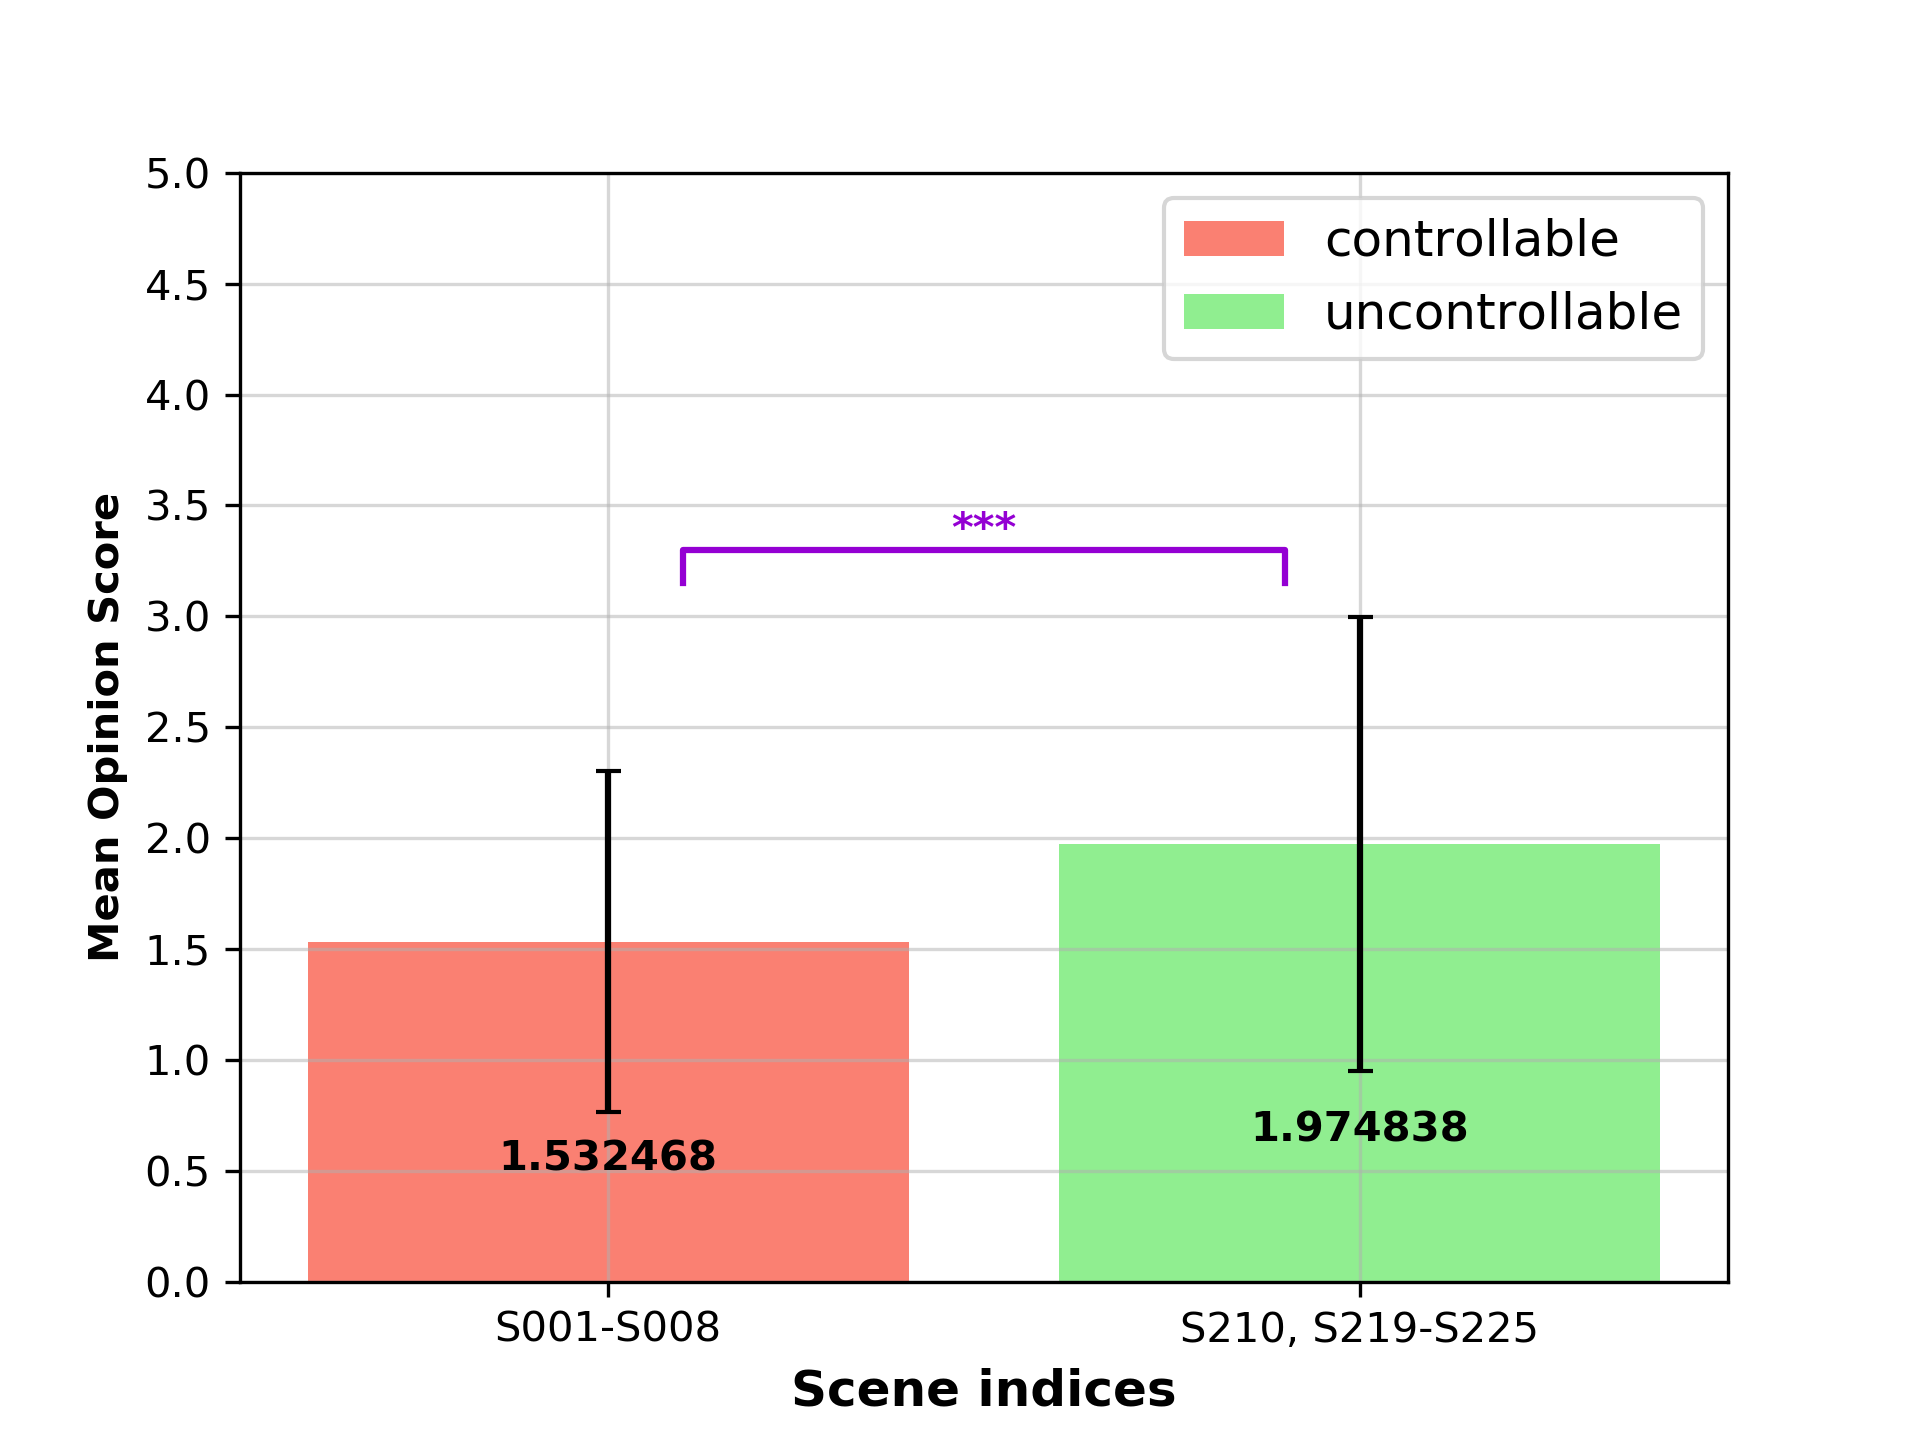 5.0
4.5
4.0
3.5
3.0
2.5
2.0
1.5
1.0
0.5
0.0
Mean Opinion Score
controllable
uncontrollable
***
1.532468
1.974838
S001-S008
S210, S219-S225
Scene indices